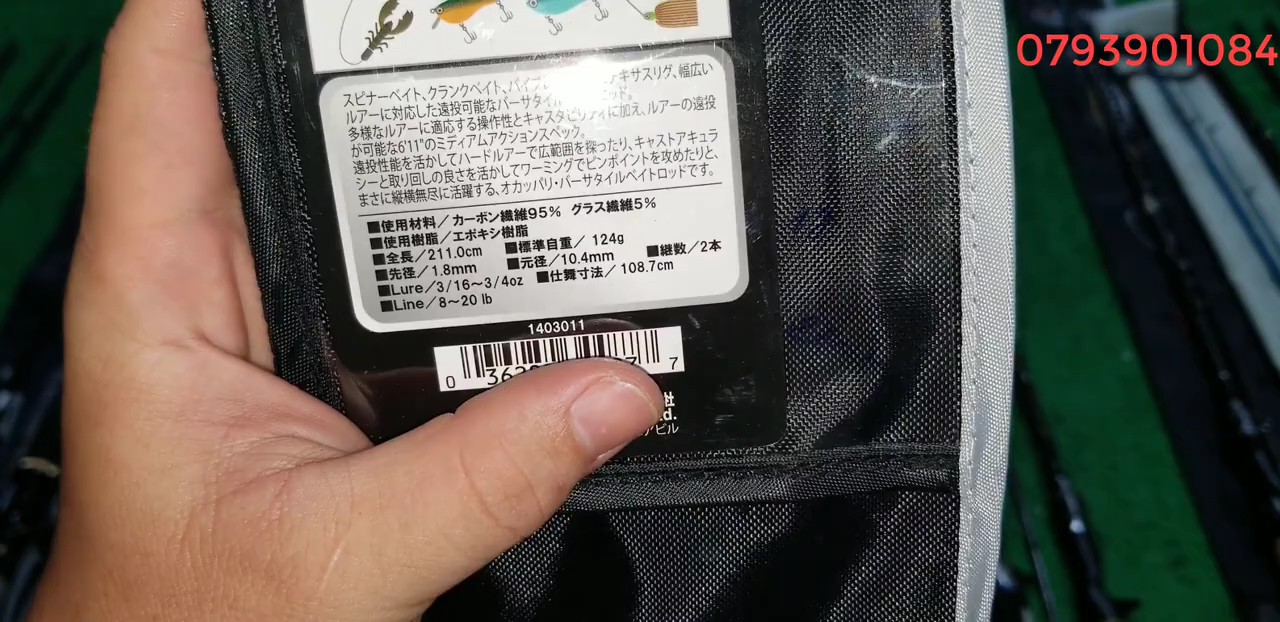 0793901084
スピナーベイト、クランクベイト、バイブ キサスリグ、幅広い
ルアーに対応した遠投可能なバーサタイル ッド。
多様なルアーに適応する操作性とキャスタビリティに加え、ルアーの遠投
が可能な6'11"のミディアムアクションスペック。
遠投性能を活かしてハードルアーで広範囲を探ったり、キャストアキュラ
シーと取り回しの良さを活かしてワーミングでピンポイントを攻めたりと、
まさに縦横無尽に活躍する、オカッパリ・バーサタイルベイトロッドです。
■使用材料/カーボン繊維95% グラス繊維5%
■使用樹脂/エポキシ樹脂
■全長/211.0cm ■標準自重/ 124g
■先径/1.8mm ■元径/10.4mm ■継数/2本
■Lure/3/16〜3/4oz ■仕舞寸法/108.7cm
■Line/8〜20 lb
1403011
0 362 7 7
社
td.
アビル